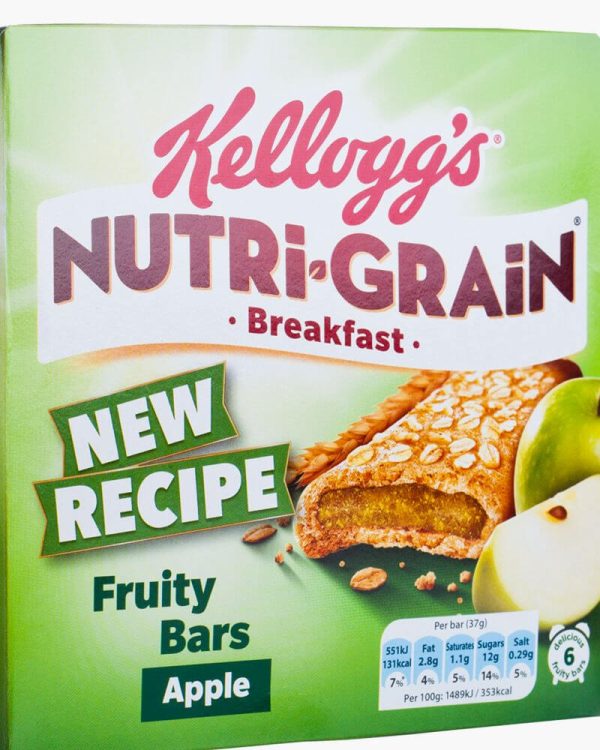 Kellogg's®
NUTRi-GRAiN®
· Breakfast ·
NEW
RECIPE
Fruity
Bars
Apple
Per bar (37g)
551kJ
131kcal
7%*
Fat
2.8g
4%
Saturates
1.1g
5%
Sugars
12g
14%
Salt
0.29g
5%
Per 100g: 1489kJ / 353kcal
delicious
6
fruity bars